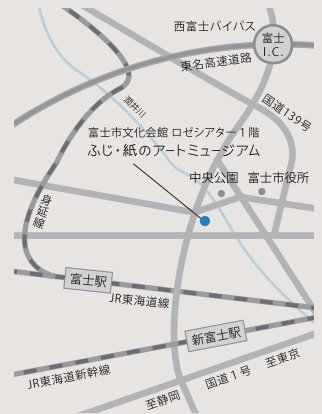 西富士バイパス
富士
I.C.
東名高速道路
国道139号
潤井川
富士市文化会館 ロゼシアター1階
ふじ・紙のアートミュージアム
中央公園
富士市役所
身延線
富士駅
JR東海道線
新富士駅
JR東海道新幹線
国道1号
至東京
至静岡